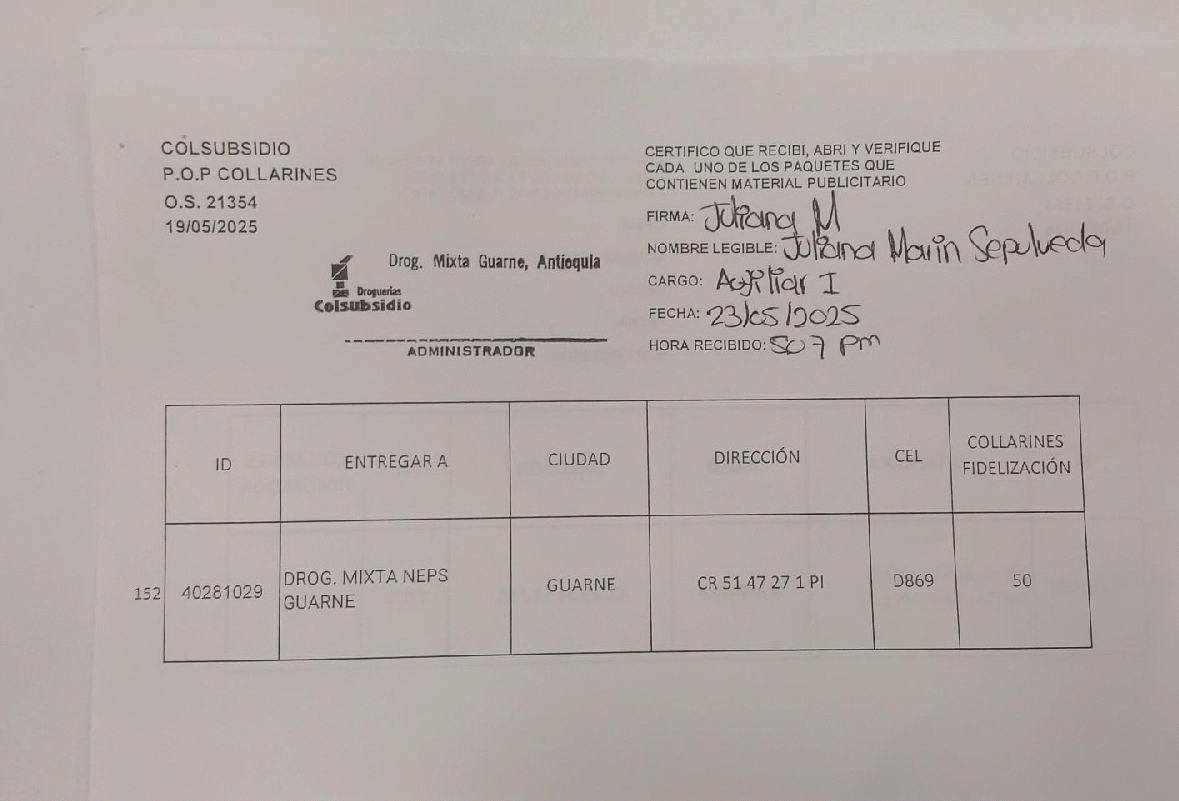 COLSUBSIDIO
P.O.P COLLARINES
O.S. 21354
19/05/2025
CERTIFICO QUE RECIBI, ABRI Y VERIFIQUE
CADA UNO DE LOS PAQUETES QUE
CONTIENEN MATERIAL PUBLICITARIO
FIRMA: Juliana M
NOMBRE LEGIBLE: Juliana Marin Sepulveda
CARGO: Auxiliar I
FECHA: 23/05/2025
HORA RECIBIDO: 507 pm
Drog. Mixta Guarne, Antioquia
Droguerías
Colsubsidio
ADMINISTRADOR
ID ENTREGAR A CIUDAD DIRECCIÓN CEL COLLARINES FIDELIZACIÓN
152 40281029 DROG. MIXTA NEPS GUARNE GUARNE CR 51 47 27 1 PI D869 50